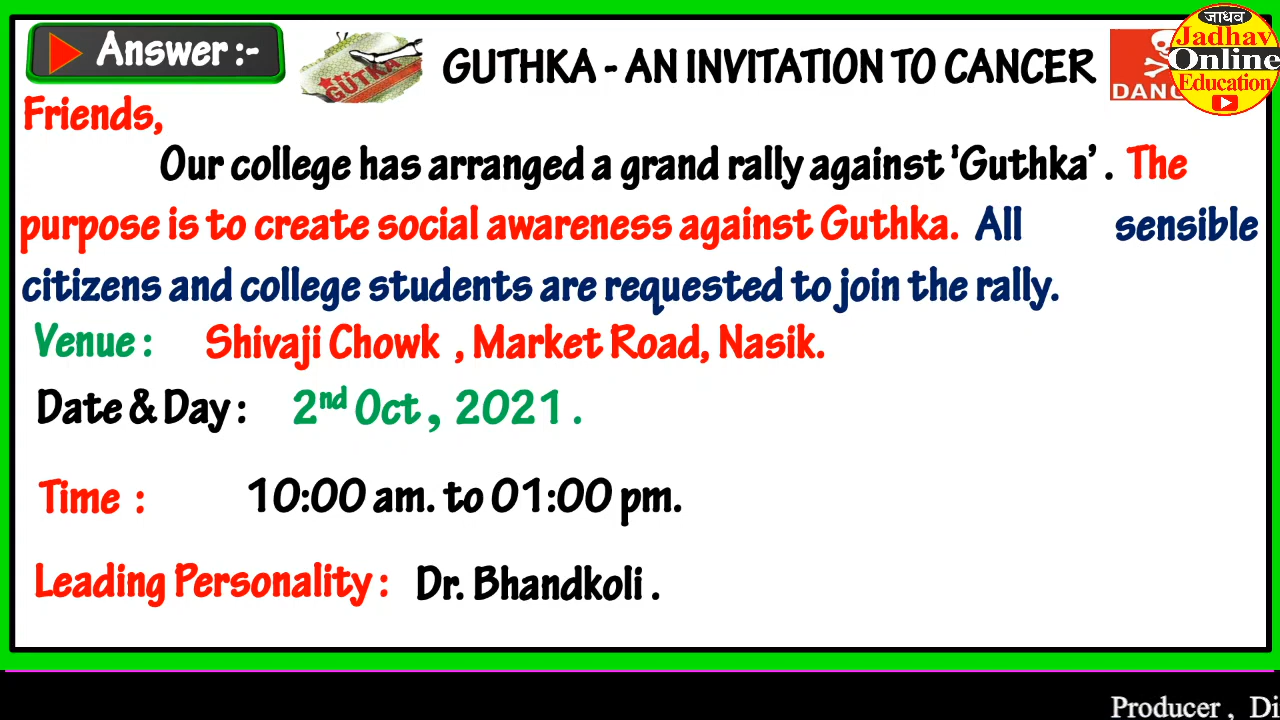 Answer :-
GUTKA
GUTHKA - AN INVITATION TO CANCER
DANG
जाधव
Jadhav
Online
Education
Friends,
Our college has arranged a grand rally against 'Guthka' . The
purpose is to create social awareness against Guthka. All sensible
citizens and college students are requested to join the rally.
Venue : Shivaji Chowk , Market Road, Nasik.
Date & Day : 2nd Oct , 2021 .
Time : 10:00 am. to 01:00 pm.
Leading Personality : Dr. Bhandkoli .
Producer , Di